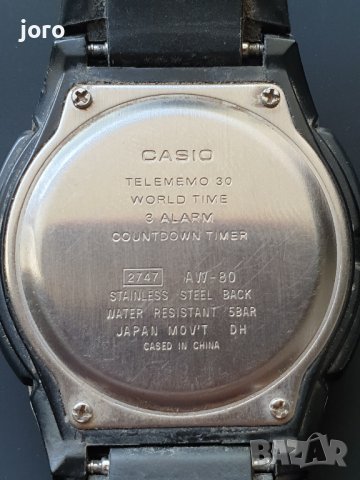 joro
CASIO
TELEMEMO 30
WORLD TIME
3 ALARM
COUNTDOWN TIMER
2747 AW-80
STAINLESS STEEL BACK
WATER RESISTANT 5BAR
JAPAN MOV'T DH
CASED IN CHINA
BAZAR